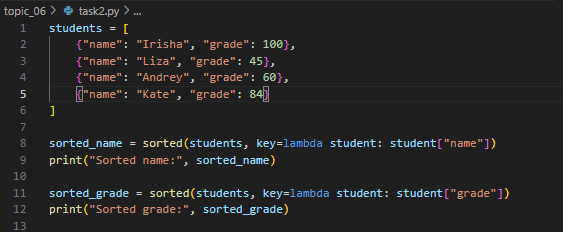 topic_06 > task2.py > ...
1 students = [
2     {"name": "Irisha", "grade": 100},
3     {"name": "Liza", "grade": 45},
4     {"name": "Andrey", "grade": 60},
5     {"name": "Kate", "grade": 84}
6 ]
7
8 sorted_name = sorted(students, key=lambda student: student["name"])
9 print("Sorted name:", sorted_name)
10
11 sorted_grade = sorted(students, key=lambda student: student["grade"])
12 print("Sorted grade:", sorted_grade)
13